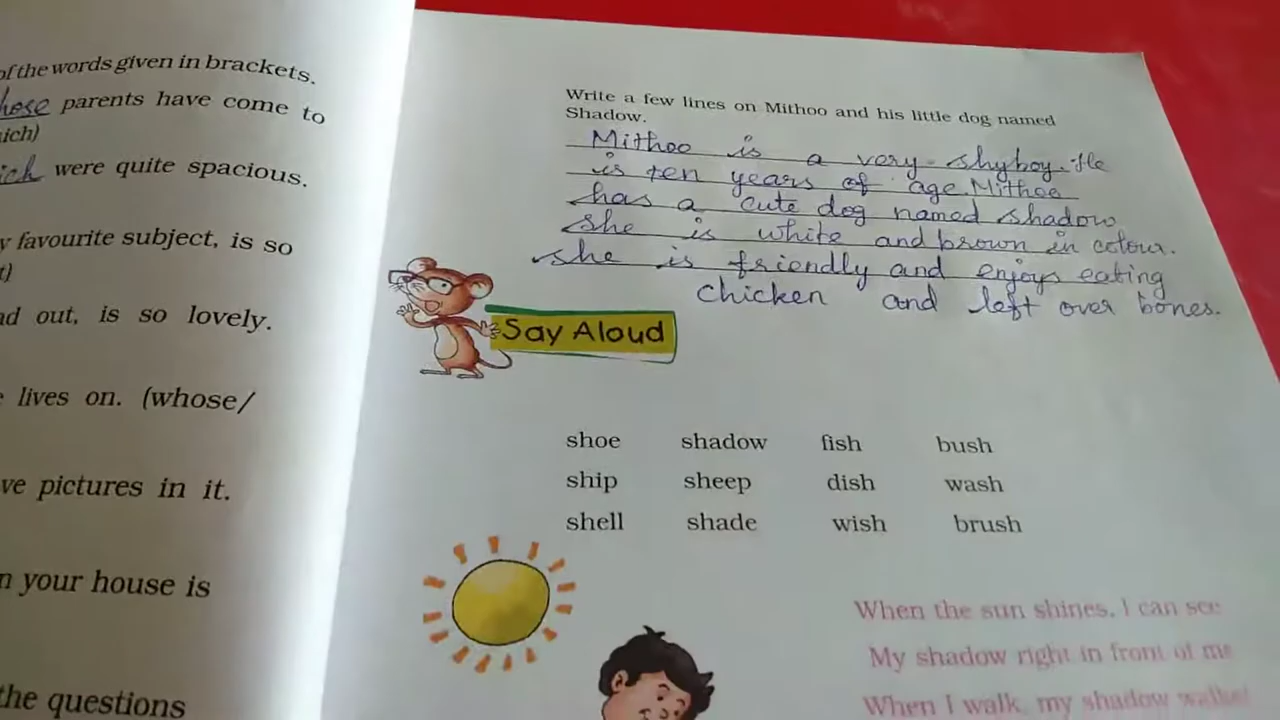 of the words given in brackets.
hose parents have come to
ich)
ich were quite spacious.
y favourite subject, is so
t)
d out, is so lovely.
lives on. (whose/
ve pictures in it.
n your house is
the questions
Write a few lines on Mithoo and his little dog named
Shadow.
Mithoo is a very shy boy. He
is ten years of age. Mithoo
has a cute dog named shadow
She is white and brown in colour.
she is friendly and enjoys eating
chicken and left over bones.
Say Aloud
shoe shadow fish bush
ship sheep dish wash
shell shade wish brush
When the sun shines, I can see
My shadow right in front of me
When I walk, my shadow walks